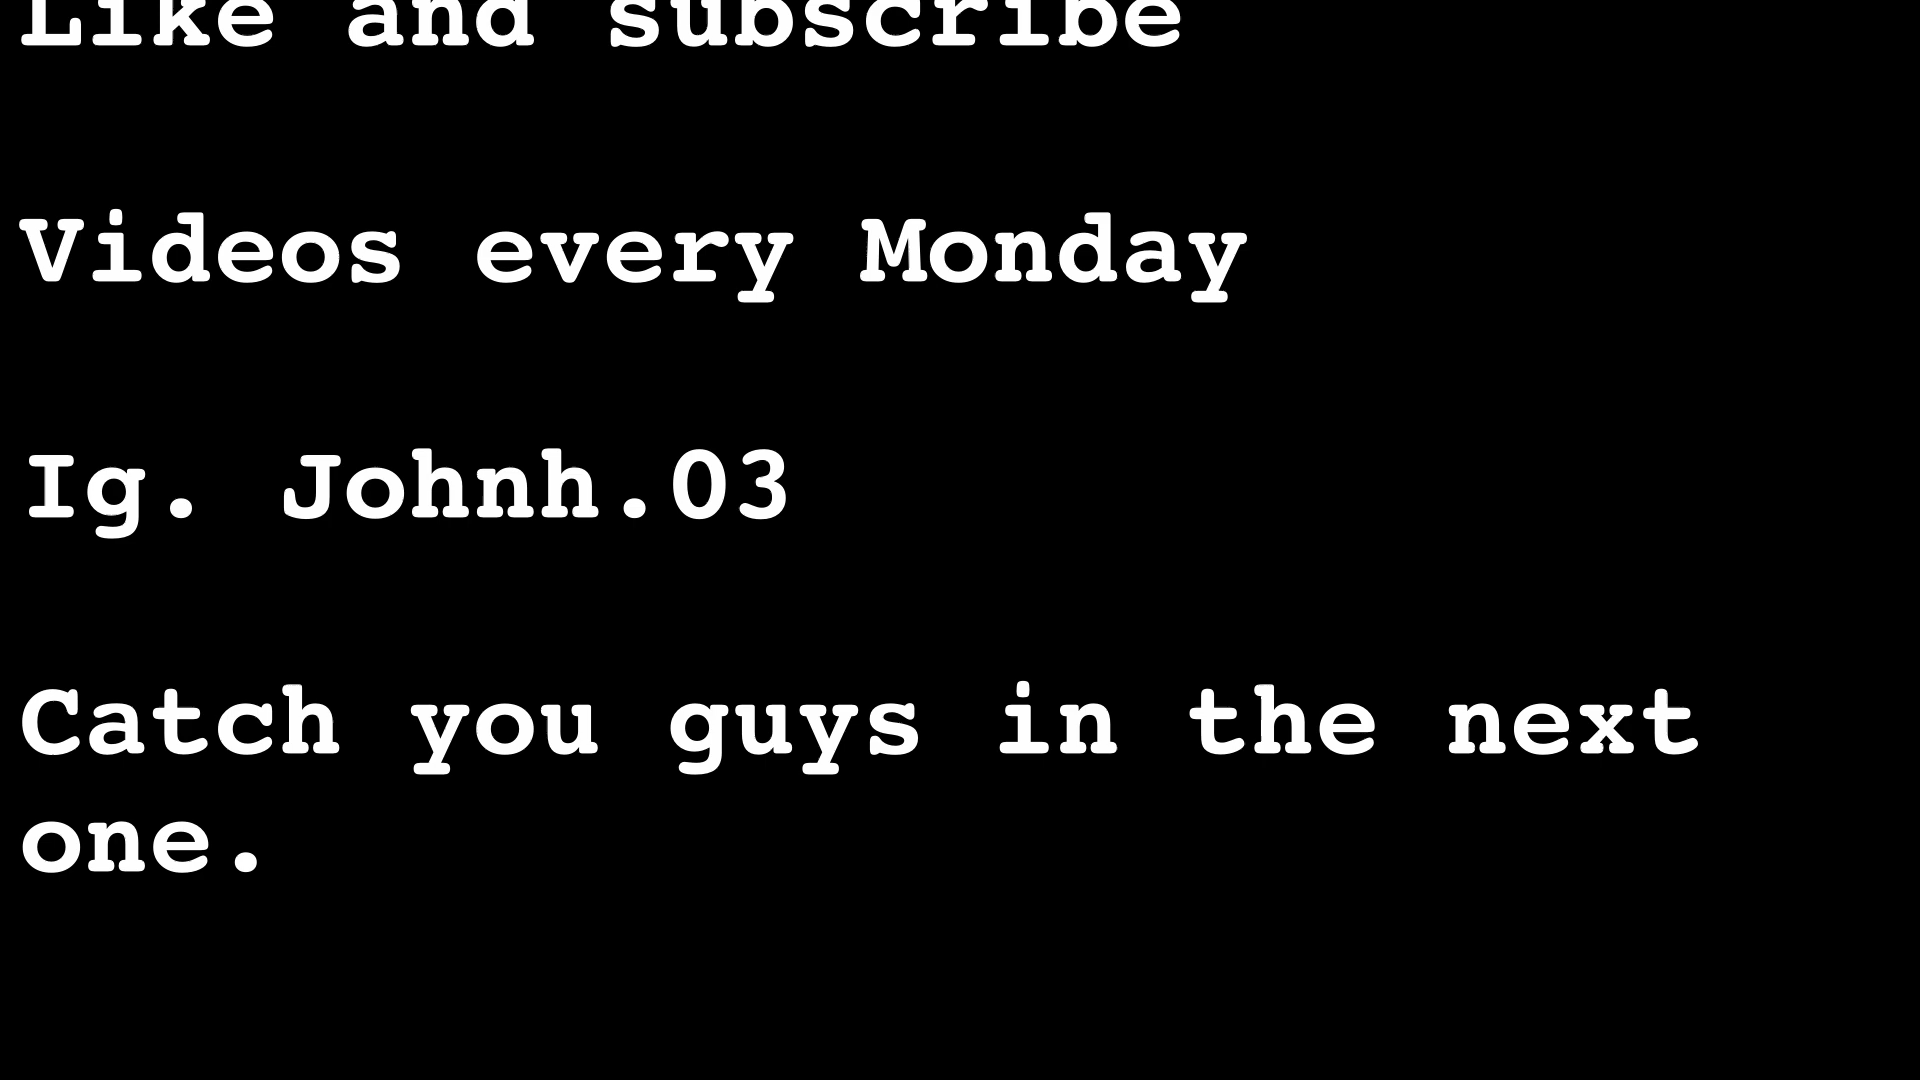 Like and subscribe
Videos every Monday
Ig. Johnh.03
Catch you guys in the next
one.